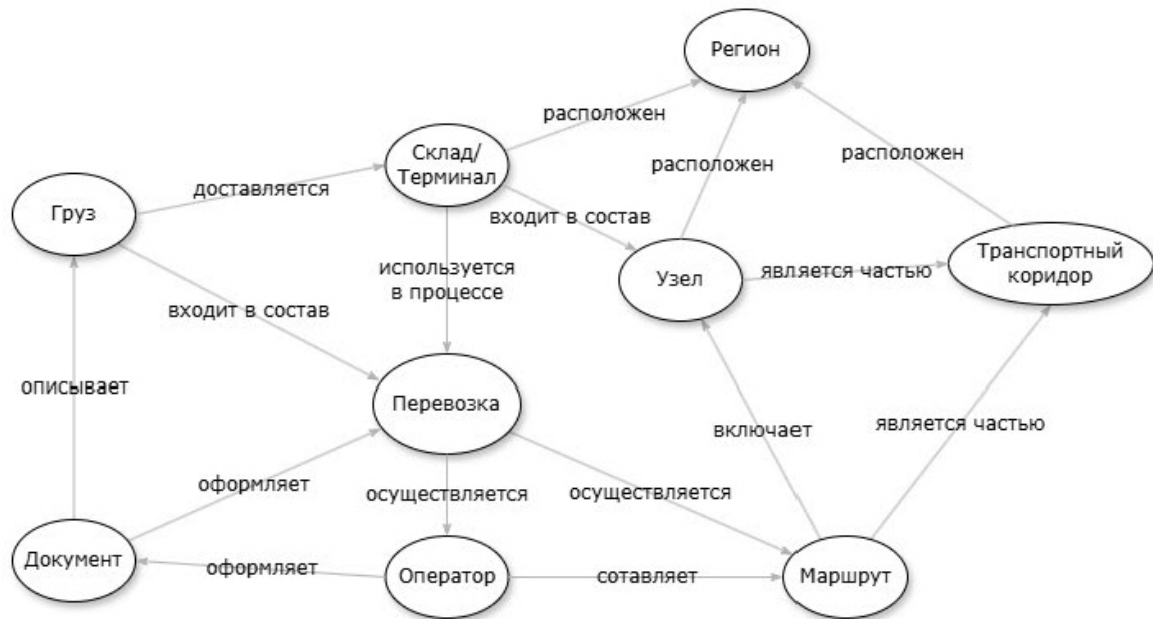 Регион
расположен
Склад/
Терминал
расположен
расположен
доставляется
Груз
входит в состав
Транспортный
коридор
используется
в процессе
Узел
является частью
входит в состав
описывает
Перевозка
включает
является частью
оформляет
осуществляется
осуществляется
Документ
оформляет
Оператор
сотавляет
Маршрут